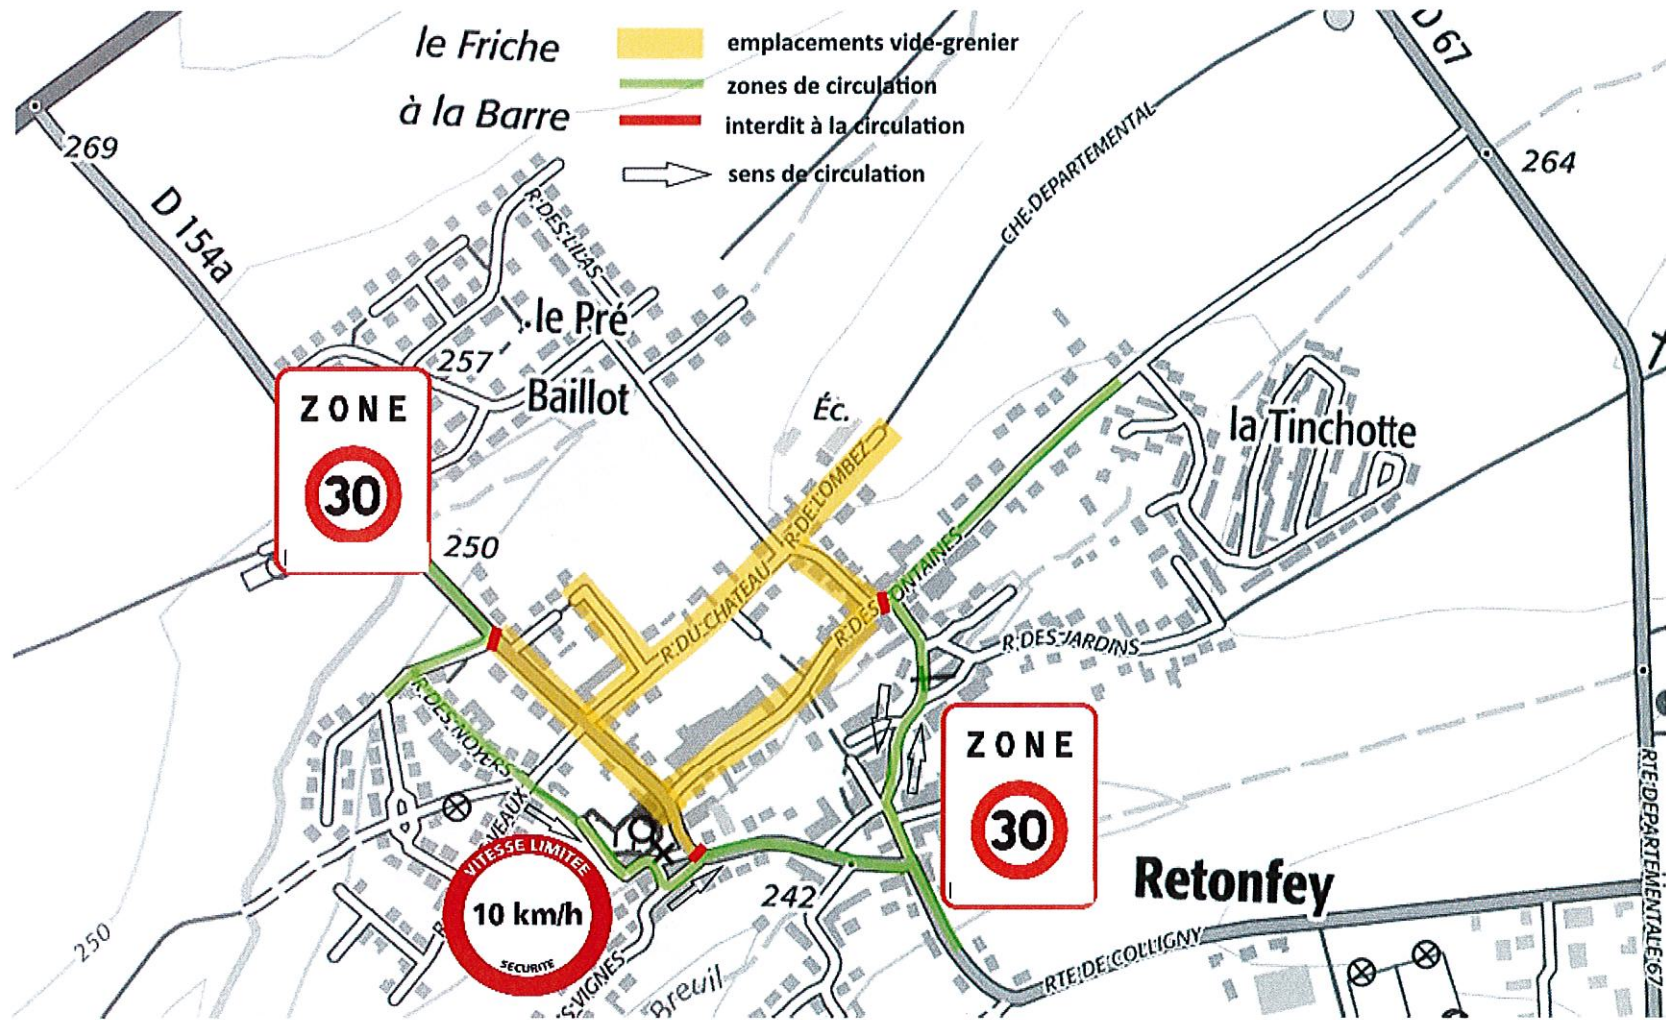 le Friche
à la Barre
emplacements vide-grenier
zones de circulation
interdit à la circulation
sens de circulation
D 67
269
D 154a
264
CHE DEPARTEMENTAL
R DES LILAS
le Pré
Baillot
257
Éc.
la Tinchotte
ZONE
30
250
R DE LOMBEZ
R DU CHATEAU
R DES FONTAINES
R DES JARDINS
R DES NOYERS
VEAUX
ZONE
30
VITESSE LIMITEE
10 km/h
SECURITE
242
Retonfey
RTE DE COLLIGNY
RTE DEPARTEMENTALE 67
250
S VIGNES
Breuil